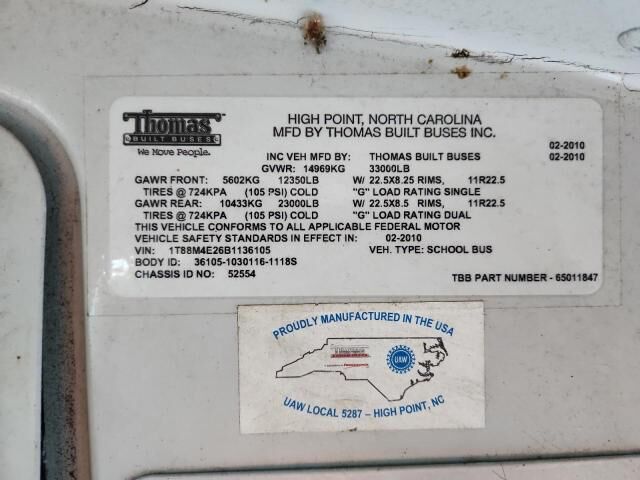 Thomas
BUILT BUSES
We Move People.
HIGH POINT, NORTH CAROLINA
MFD BY THOMAS BUILT BUSES INC.
02-2010
INC VEH MFD BY: THOMAS BUILT BUSES 02-2010
GVWR: 14969KG 33000LB
GAWR FRONT: 5602KG 12350LB W/ 22.5X8.25 RIMS, 11R22.5
TIRES @ 724KPA (105 PSI) COLD "G" LOAD RATING SINGLE
GAWR REAR: 10433KG 23000LB W/ 22.5X8.5 RIMS, 11R22.5
TIRES @ 724KPA (105 PSI) COLD "G" LOAD RATING DUAL
THIS VEHICLE CONFORMS TO ALL APPLICABLE FEDERAL MOTOR
VEHICLE SAFETY STANDARDS IN EFFECT IN: 02-2010
VIN: 1T88M4E26B1136105 VEH. TYPE: SCHOOL BUS
BODY ID: 36105-1030116-1118S
CHASSIS ID NO: 52554 TBB PART NUMBER - 65011847
PROUDLY MANUFACTURED IN THE USA
UAW
UAW LOCAL 5287 – HIGH POINT, NC